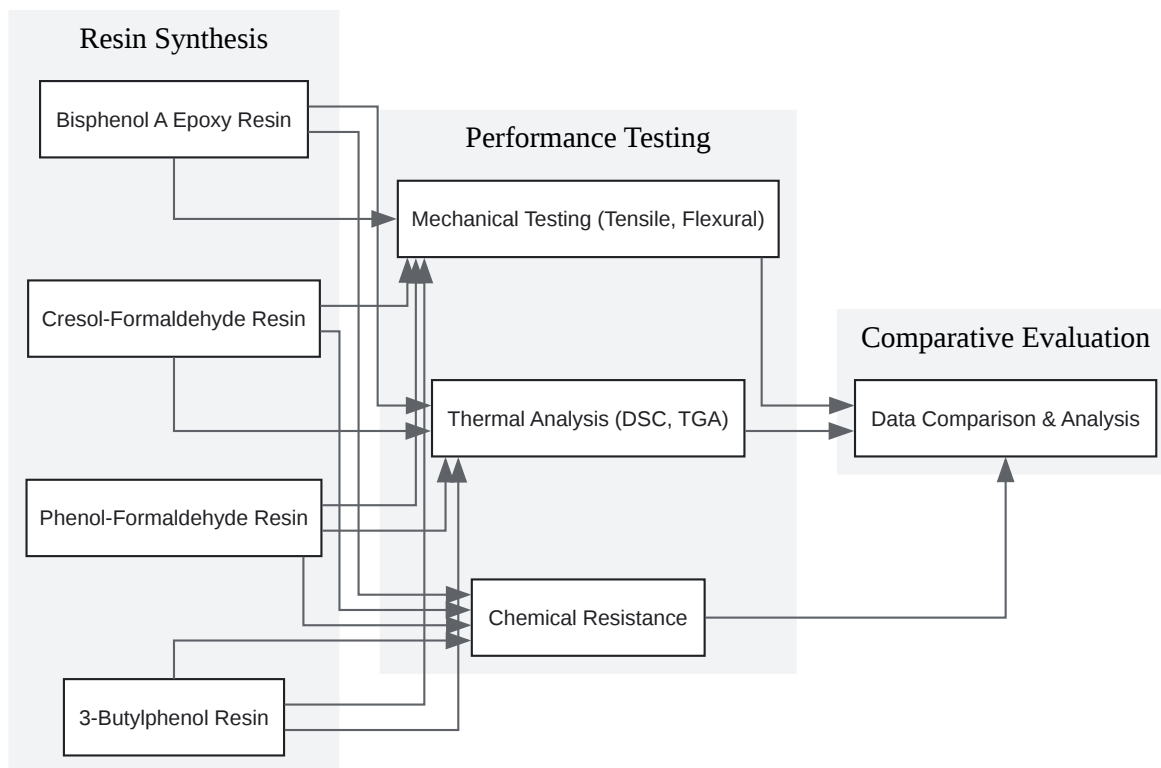 Resin Synthesis
Bisphenol A Epoxy Resin
Cresol-Formaldehyde Resin
Phenol-Formaldehyde Resin
3-Butylphenol Resin
Performance Testing
Mechanical Testing (Tensile, Flexural)
Thermal Analysis (DSC, TGA)
Chemical Resistance
Comparative Evaluation
Data Comparison & Analysis